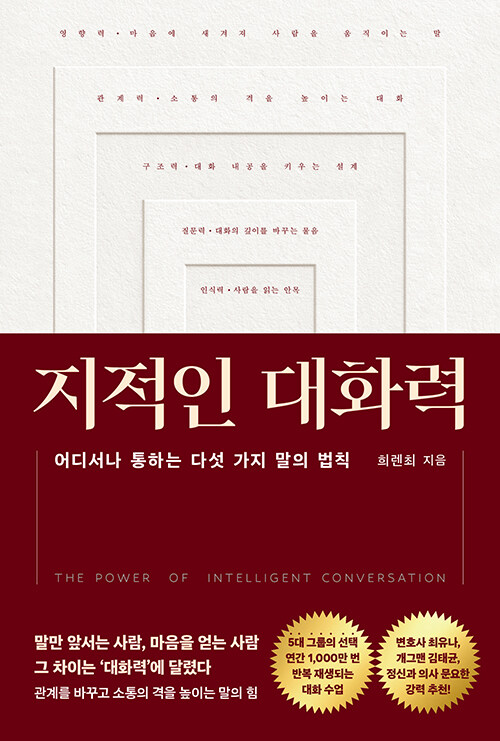 영향력 • 마음에 새겨져 사람을 움직이는 말
관계력 • 소통의 격을 높이는 대화
구조력 • 대화 내공을 키우는 설계
질문력 • 대화의 깊이를 바꾸는 물음
인식력 • 사람을 읽는 안목
지적인 대화력
어디서나 통하는 다섯 가지 말의 법칙 희렌최 지음
THE POWER OF INTELLIGENT CONVERSATION
말만 앞서는 사람, 마음을 얻는 사람
그 차이는 ‘대화력’에 달렸다
관계를 바꾸고 소통의 격을 높이는 말의 힘
5대 그룹의 선택
연간 1,000만 번
반복 재생되는
대화 수업
변호사 최유나,
개그맨 김태균,
정신과 의사 문요한
강력 추천!